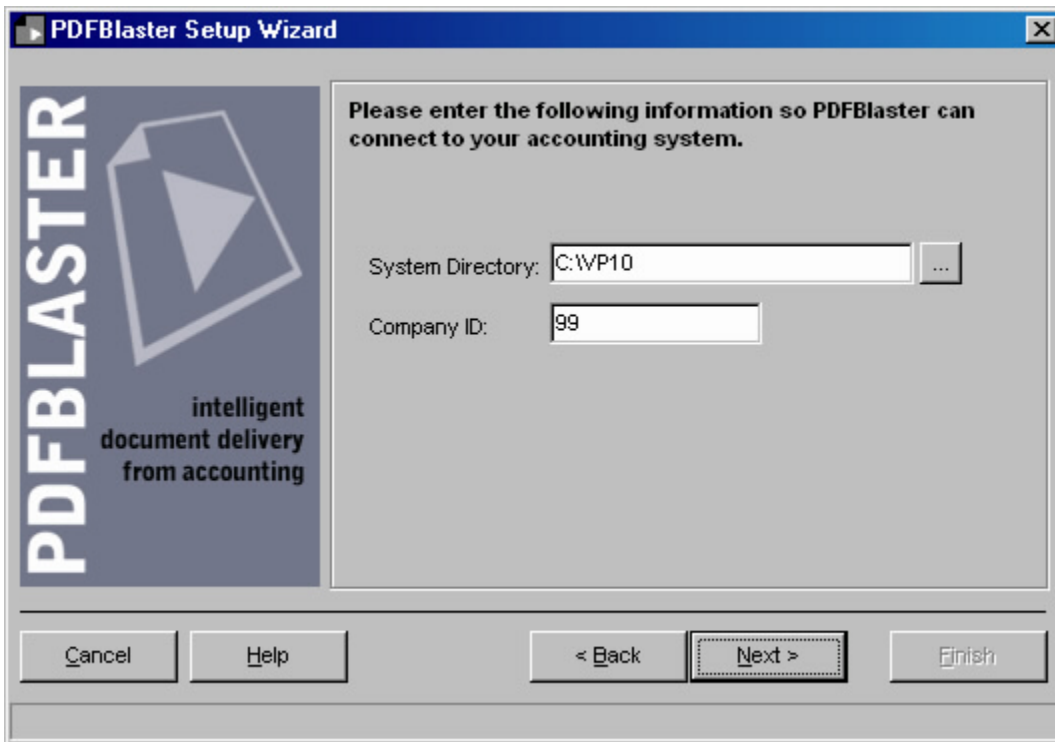 PDFBlaster Setup Wizard
PDFBLASTER
intelligent
document delivery
from accounting
Please enter the following information so PDFBlaster can
connect to your accounting system.
System Directory: C:\VP10 ...
Company ID: 99
Cancel Help < Back Next > Finish